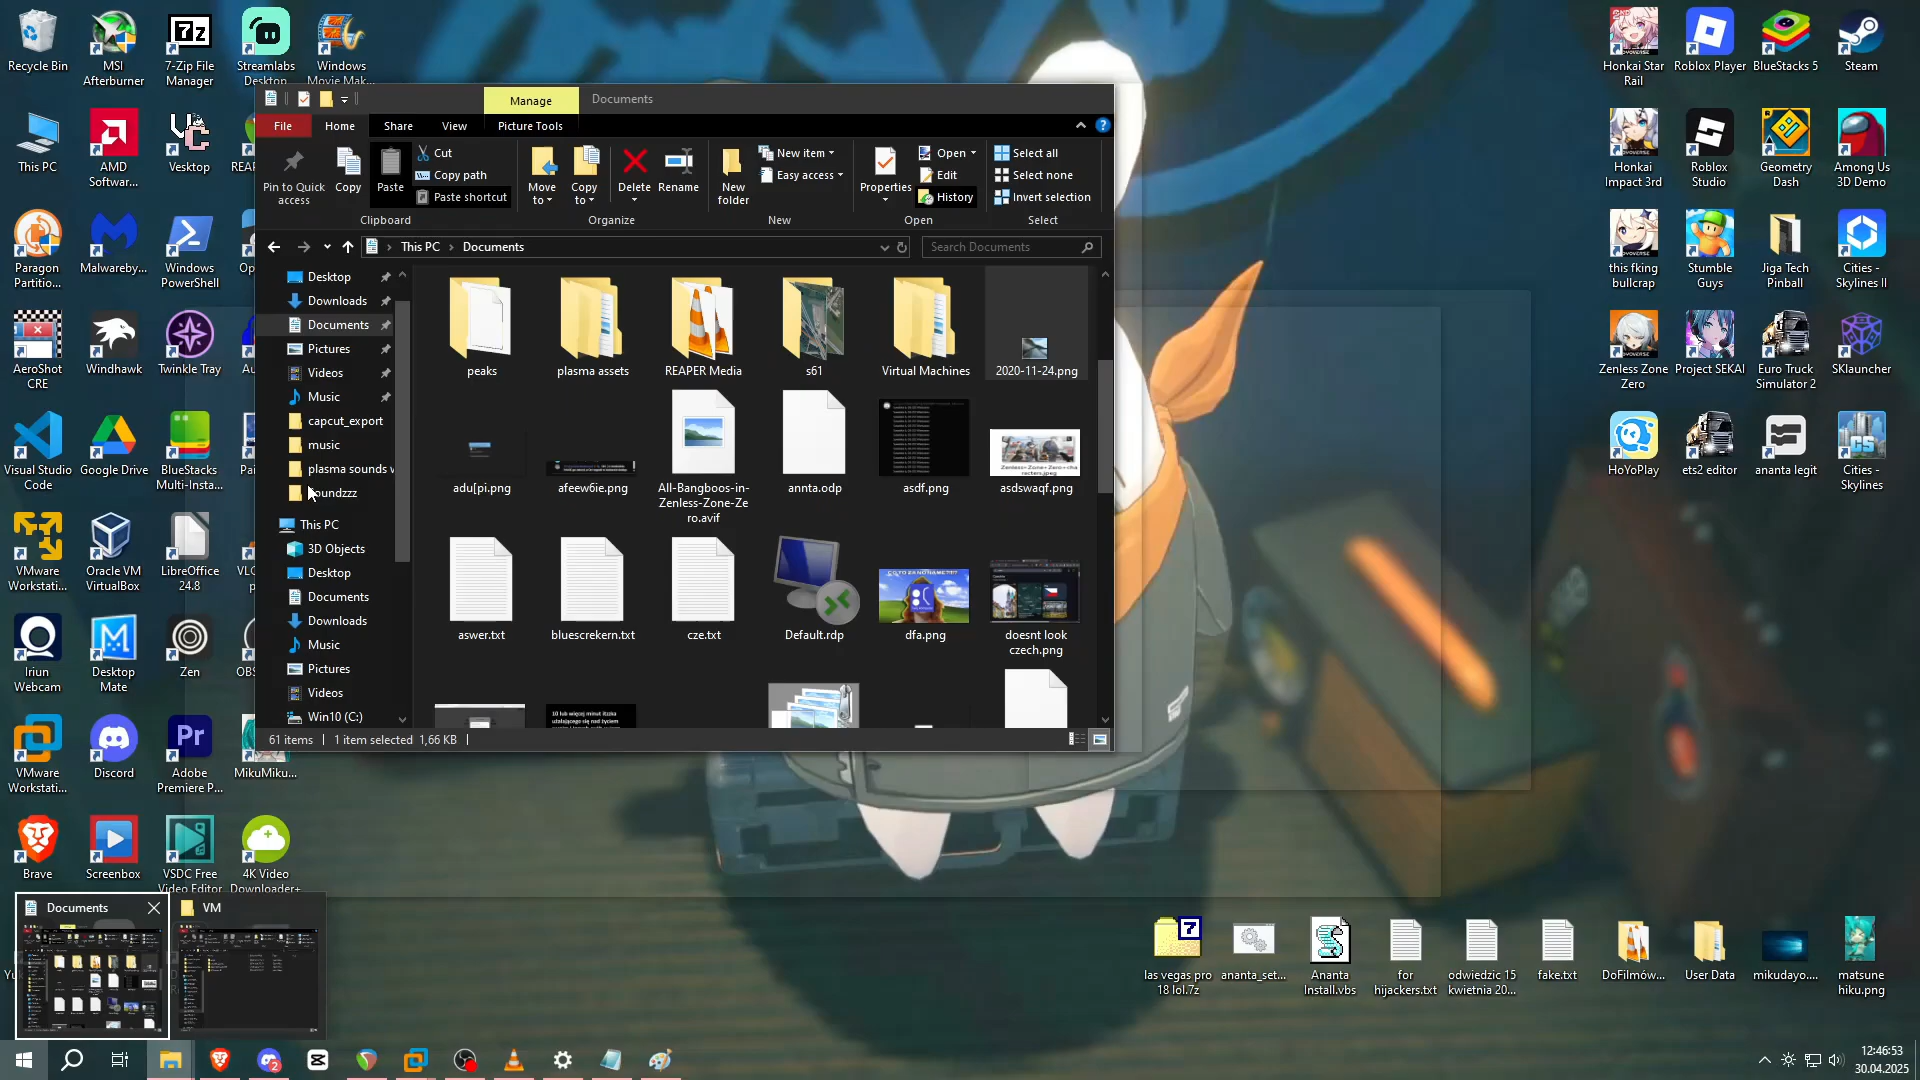 Recycle Bin
MSI Afterburner
7-Zip File Manager
Streamlabs Desktop
Windows Movie Mak...
Honkai Star Rail
Roblox Player
BlueStacks 5
Steam
This PC
AMD Softwar...
Vesktop
Honkai Impact 3rd
Roblox Studio
Geometry Dash
Among Us 3D Demo
Paragon Partitio...
Malwareby...
Windows PowerShell
this fking bullcrap
Stumble Guys
Jiga Tech Pinball
Cities - Skylines II
AeroShot CRE
Windhawk
Twinkle Tray
Zenless Zone Zero
Project SEKAI
Euro Truck Simulator 2
SKlauncher
Visual Studio Code
Google Drive
BlueStacks Multi-Insta...
HoYoPlay
ets2 editor
ananta legit
Cities - Skylines
VMware Workstati...
Oracle VM VirtualBox
LibreOffice 24.8
Iriun Webcam
Desktop Mate
Zen
VMware Workstati...
Discord
Adobe Premiere P...
MikuMiku...
Brave
Screenbox
VSDC Free Video Editor
4K Video Downloader+
Manage
Documents
File
Home
Share
View
Picture Tools
Pin to Quick access
Copy
Paste
Cut
Copy path
Paste shortcut
Clipboard
Move to
Copy to
Delete
Rename
Organize
New folder
New item
Easy access
New
Properties
Open
Edit
History
Open
Select all
Select none
Invert selection
Select
This PC
Documents
Search Documents
Desktop
Downloads
Documents
Pictures
Videos
Music
capcut_export
music
plasma sounds
This PC
3D Objects
Desktop
Documents
Downloads
Music
Pictures
Videos
Win10 (C:)
peaks
plasma assets
REAPER Media
s61
Virtual Machines
2020-11-24.png
adu[pi.png
afeew6ie.png
All-Bangboos-in-Zenless-Zone-Zero.avif
annta.odp
asdf.png
asdswaqf.png
aswer.txt
bluescrekern.txt
cze.txt
Default.rdp
dfa.png
doesnt look czech.png
61 items
1 item selected 1,66 KB
Documents
VM
las vegas pro 18 lol.7z
ananta_set...
Ananta Install.vbs
for hijackers.txt
odwiedzic 15 kwietnia 20...
fake.txt
DoFilmów...
User Data
mikudayo....
matsune hiku.png
12:46:53
30.04.2025